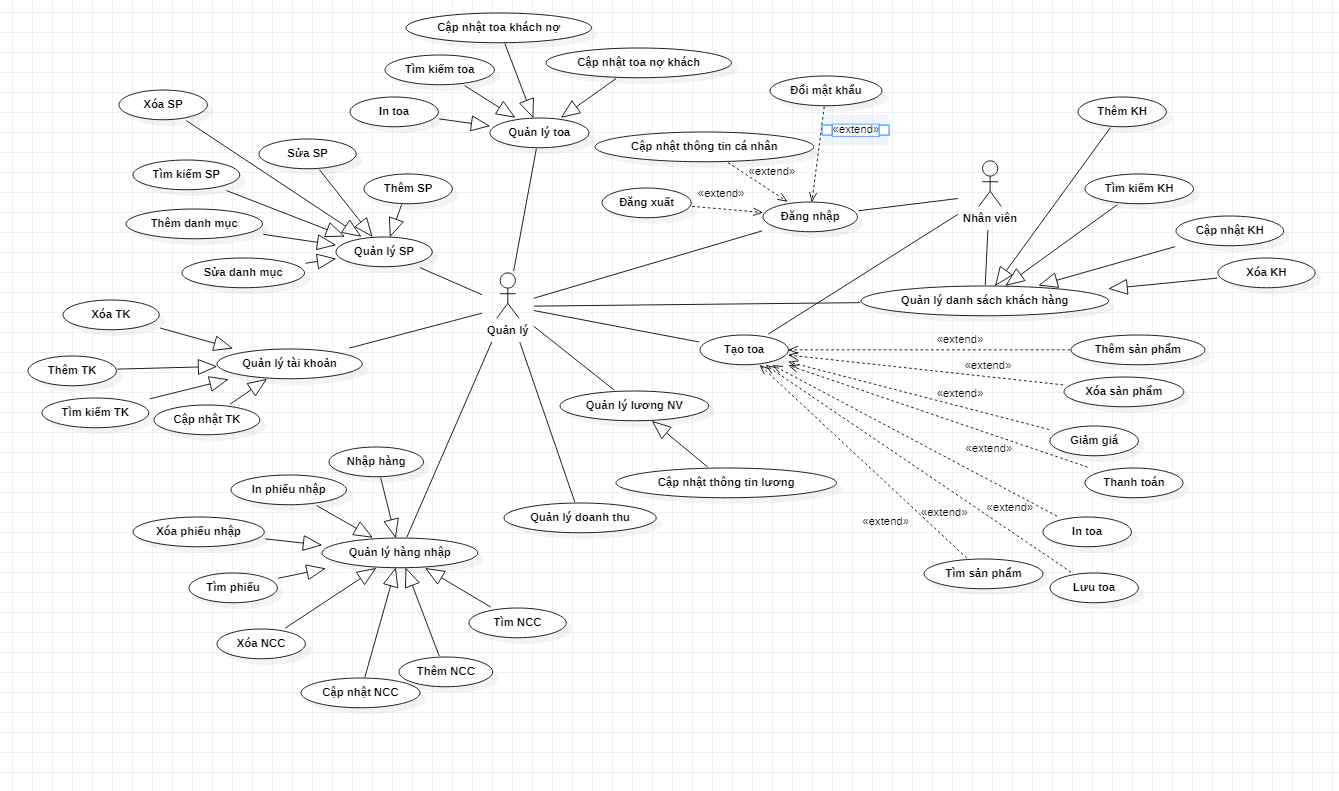 Cập nhật toa khách nợ
Tìm kiếm toa
Cập nhật toa nợ khách
Đổi mật khẩu
Xóa SP
In toa
Thêm KH
«extend»
Quản lý toa
Sửa SP
Cập nhật thông tin cá nhân
«extend»
Tìm kiếm SP
Thêm SP
«extend»
Tìm kiếm KH
Đăng xuất
Đăng nhập
Nhân viên
Thêm danh mục
Cập nhật KH
Quản lý SP
Sửa danh mục
Xóa KH
Quản lý danh sách khách hàng
Xóa TK
Quản lý
«extend»
Tạo toa
Thêm sản phẩm
Quản lý tài khoản
«extend»
Thêm TK
Xóa sản phẩm
«extend»
Quản lý lương NV
Tìm kiếm TK
Cập nhật TK
Giảm giá
«extend»
Nhập hàng
Cập nhật thông tin lương
Thanh toán
In phiếu nhập
«extend»
«extend»
Quản lý doanh thu
«extend»
Xóa phiếu nhập
In toa
Quản lý hàng nhập
Tìm sản phẩm
Tìm phiếu
Lưu toa
Tìm NCC
Xóa NCC
Thêm NCC
Cập nhật NCC